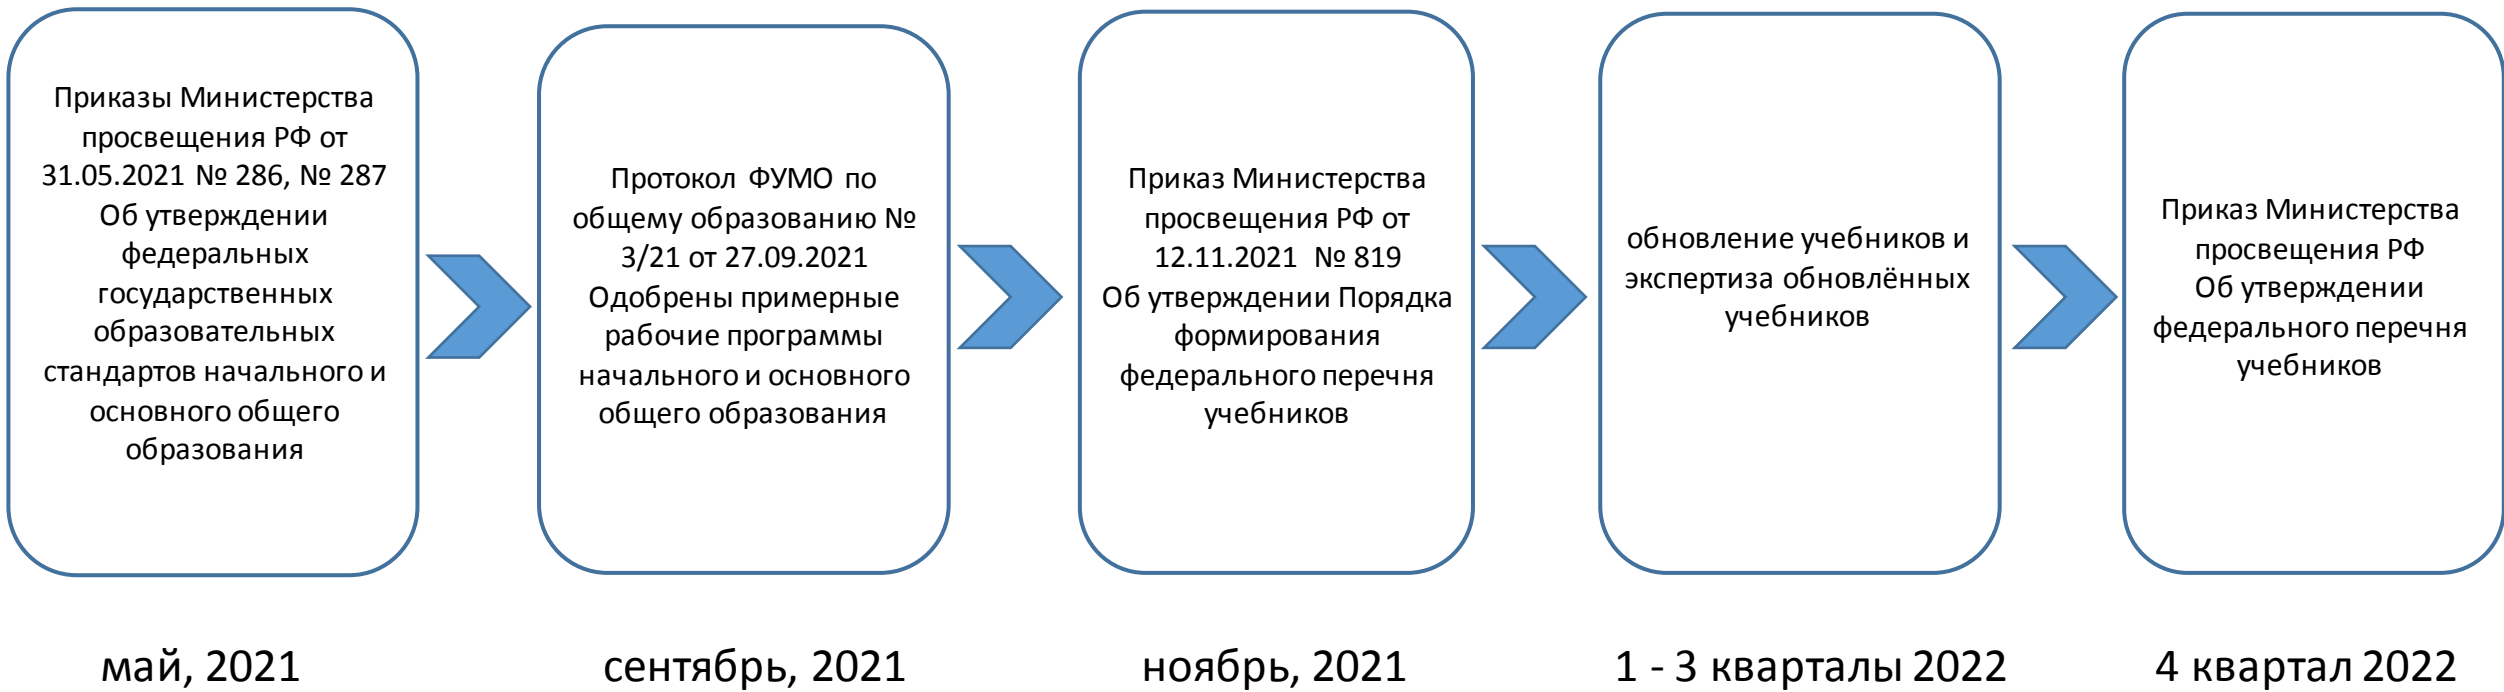 Приказы Министерства
просвещения РФ от
31.05.2021 № 286, № 287
Об утверждении
федеральных
государственных
образовательных
стандартов начального и
основного общего
образования
Протокол ФУМО по
общему образованию №
3/21 от 27.09.2021
Одобрены примерные
рабочие программы
начального и основного
общего образования
Приказ Министерства
просвещения РФ от
12.11.2021 № 819
Об утверждении Порядка
формирования
федерального перечня
учебников
обновление учебников и
экспертиза обновлённых
учебников
Приказ Министерства
просвещения РФ
Об утверждении
федерального перечня
учебников
май, 2021
сентябрь, 2021
ноябрь, 2021
1 - 3 кварталы 2022
4 квартал 2022